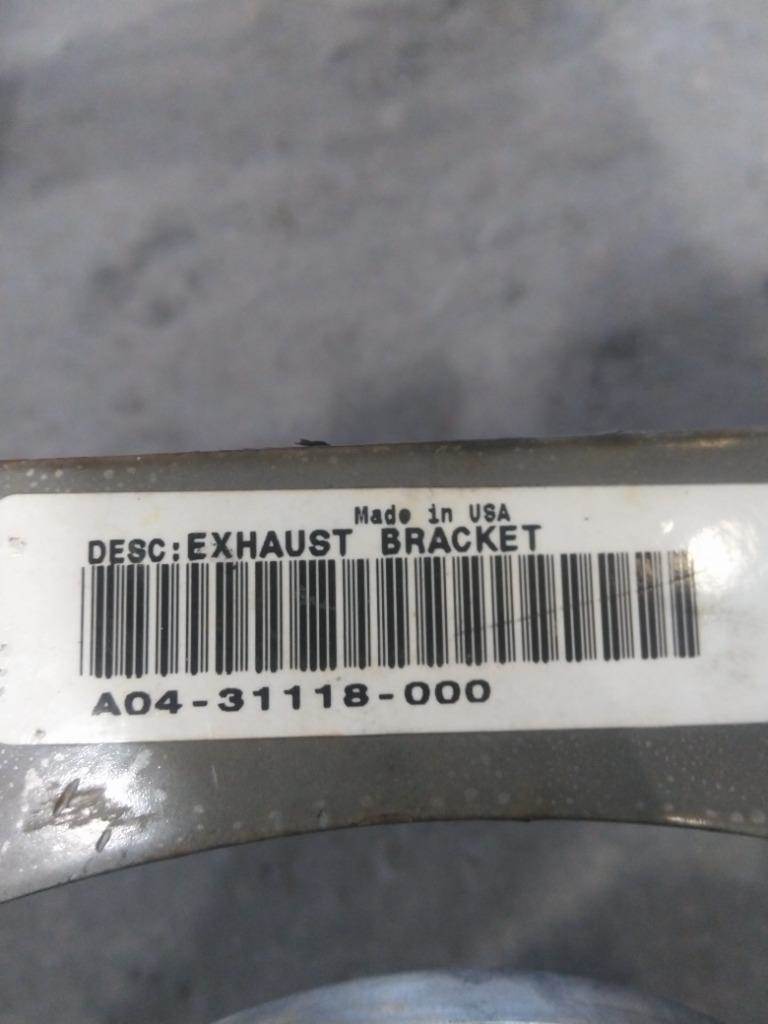 Made in USA
DESC:EXHAUST BRACKET
A04-31118-000